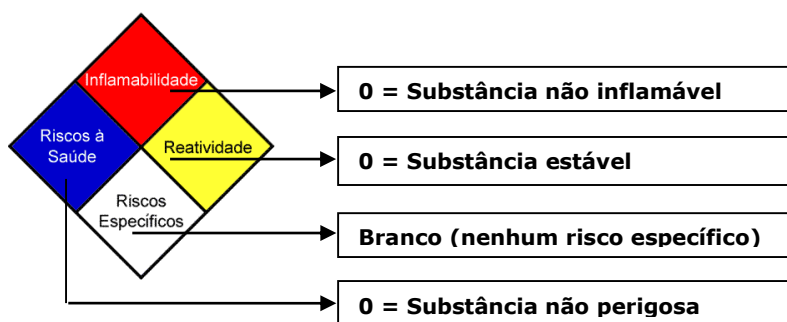 Inflamabilidade
0 = Substância não inflamável
Riscos à
Saúde
Reatividade
0 = Substância estável
Riscos
Específicos
Branco (nenhum risco específico)
0 = Substância não perigosa